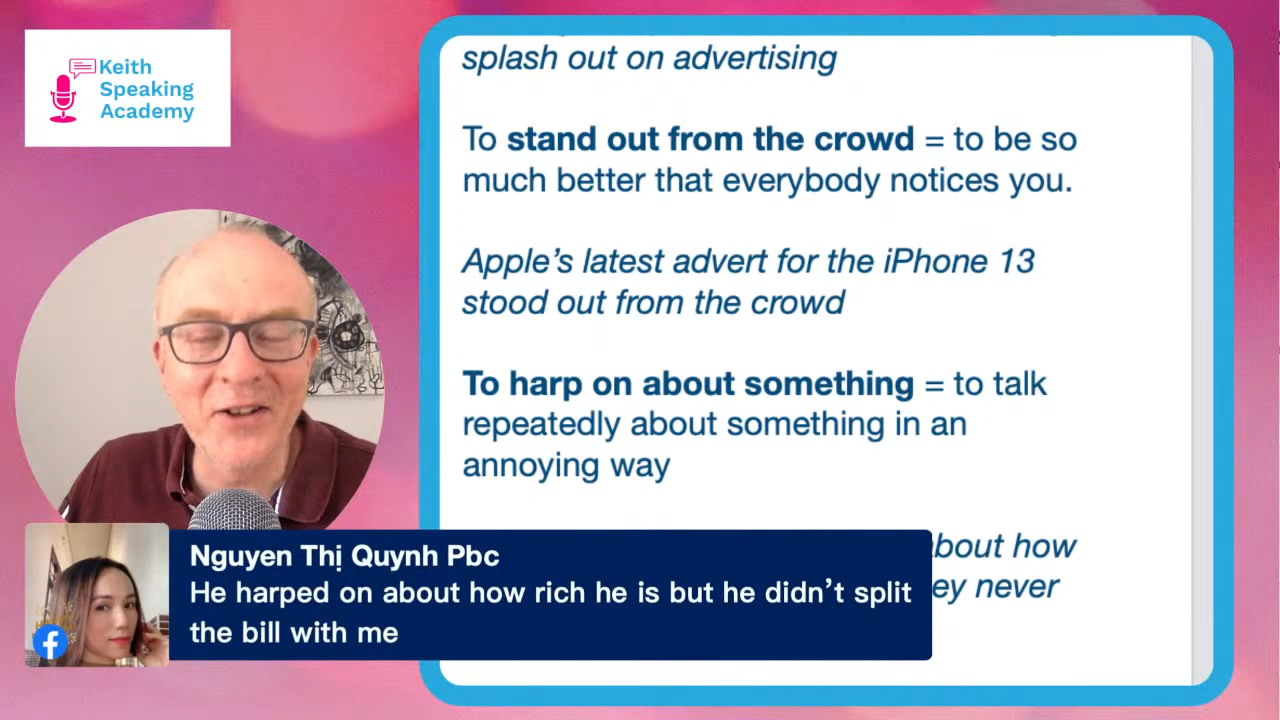 Keith
Speaking
Academy
splash out on advertising
To stand out from the crowd = to be so
much better that everybody notices you.
Apple’s latest advert for the iPhone 13
stood out from the crowd
To harp on about something = to talk
repeatedly about something in an
annoying way
about how
never
Nguyen Thị Quynh Pbc
He harped on about how rich he is but he didn’t split
the bill with me